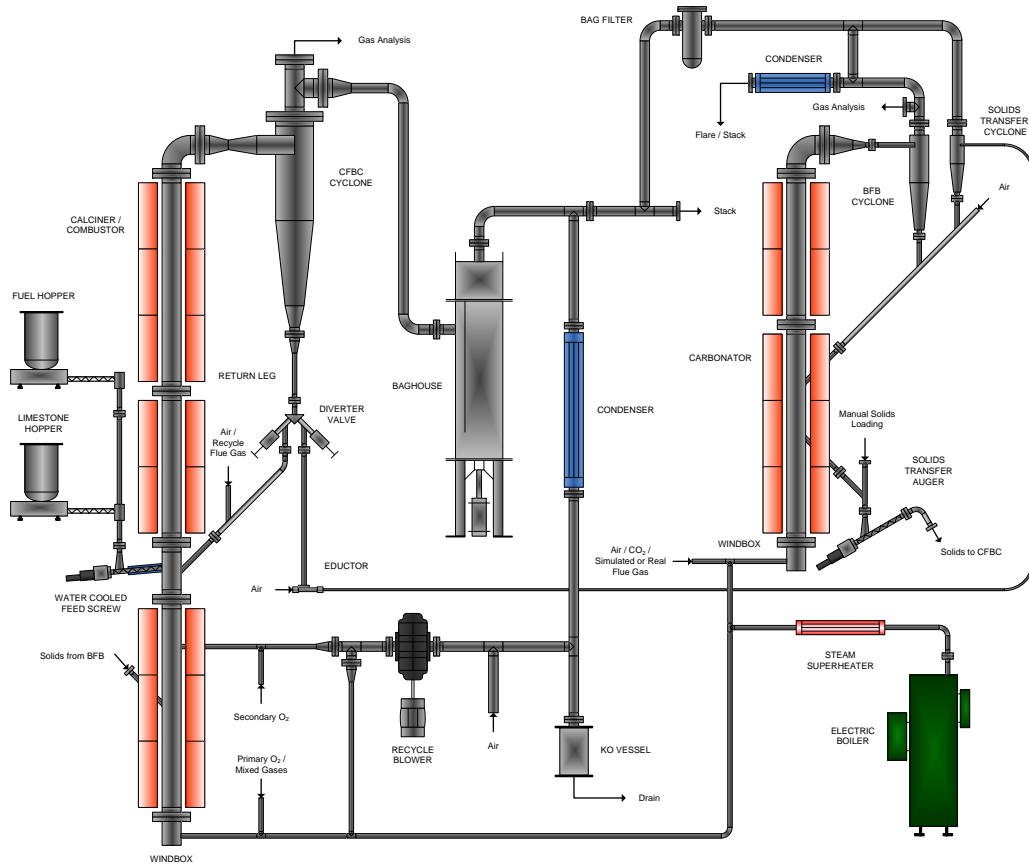 BAG FILTER
Gas Analysis
CONDENSER
Gas Analysis
SOLIDS
TRANSFER
CYCLONE
Flare / Stack
CFBC
CYCLONE
Air
BFB
CYCLONE
CALCINER /
COMBUSTOR
Stack
FUEL HOPPER
CARBONATOR
RETURN LEG
BAGHOUSE
DIVERTER
VALVE
CONDENSER
LIMESTONE
HOPPER
Air /
Recycle
Flue Gas
Manual Solids
Loading
SOLIDS
TRANSFER
AUGER
WINDBOX
Solids to CFBC
Air / CO₂ /
Simulated or Real
Flue Gas
EDUCTOR
Air
WATER COOLED
FEED SCREW
Solids from BFB
STEAM
SUPERHEATER
Secondary O₂
RECYCLE
BLOWER
Air
KO VESSEL
ELECTRIC
BOILER
Primary O₂ /
Mixed Gases
Drain
WINDBOX